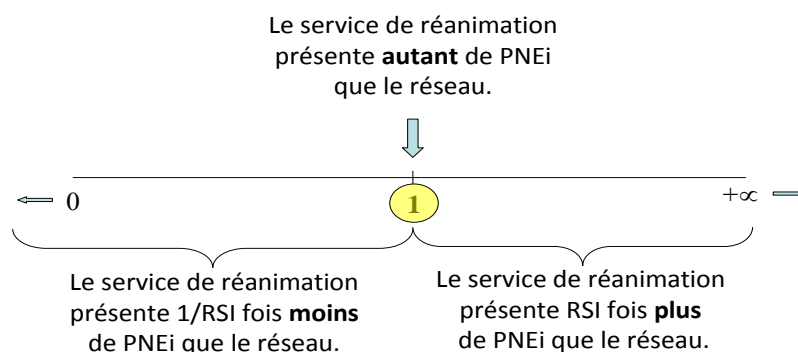 Le service de réanimation
présente autant de PNEi
que le réseau.
0
1
+∞
Le service de réanimation
présente 1/RSI fois moins
de PNEi que le réseau.
Le service de réanimation
présente RSI fois plus
de PNEi que le réseau.